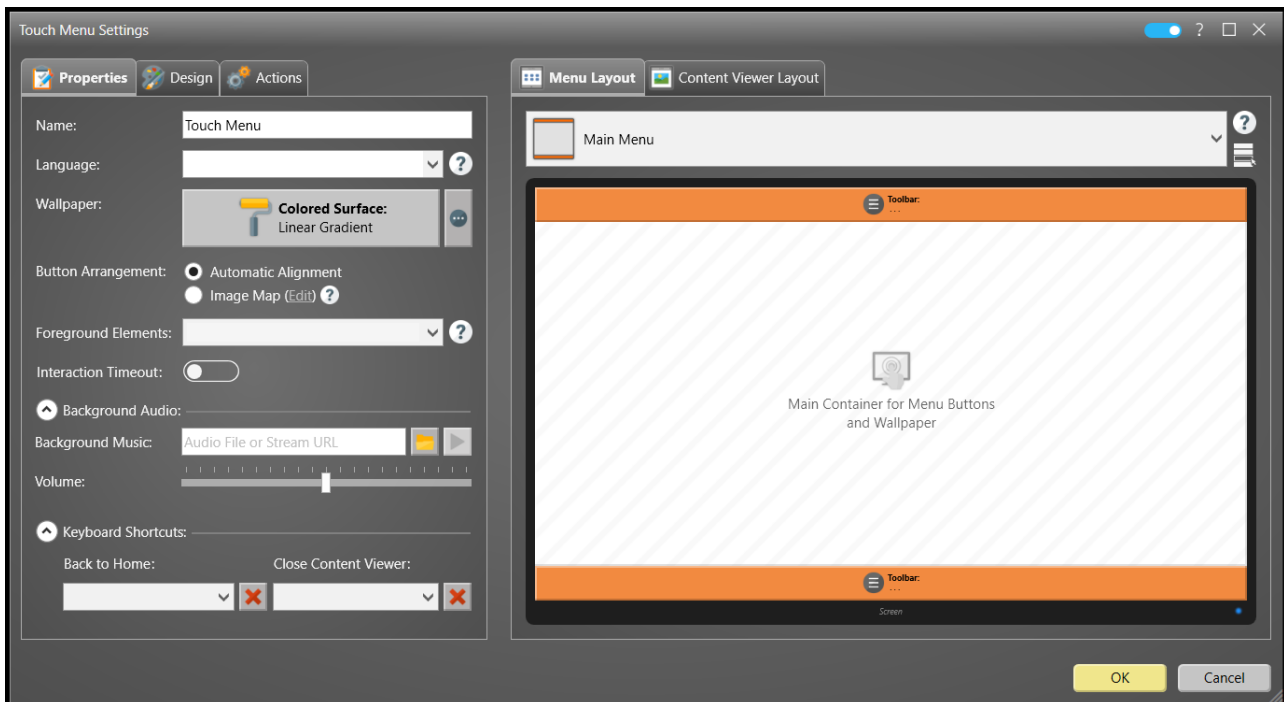 Touch Menu Settings
?
Properties
Design
Actions
Name:
Touch Menu
Language:
?
Wallpaper:
Colored Surface:
Linear Gradient
Button Arrangement:
Automatic Alignment
Image Map (Edit) ?
Foreground Elements:
?
Interaction Timeout:
Background Audio:
Background Music:
Audio File or Stream URL
Volume:
Keyboard Shortcuts:
Back to Home:
Close Content Viewer:
Menu Layout
Content Viewer Layout
Main Menu
?
Toolbar:
...
Main Container for Menu Buttons
and Wallpaper
Toolbar:
...
Screen
OK
Cancel